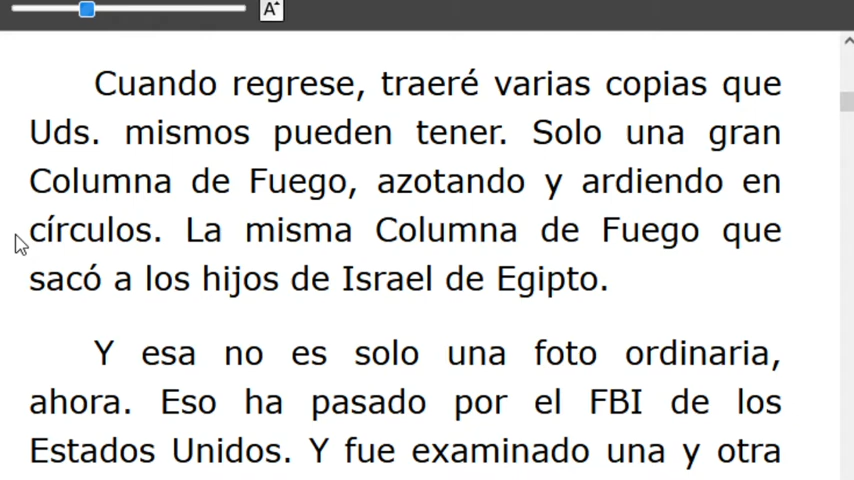 A
Cuando regrese, traeré varias copias que
Uds. mismos pueden tener. Solo una gran
Columna de Fuego, azotando y ardiendo en
círculos. La misma Columna de Fuego que
sacó a los hijos de Israel de Egipto.
Y esa no es solo una foto ordinaria,
ahora. Eso ha pasado por el FBI de los
Estados Unidos. Y fue examinado una y otra